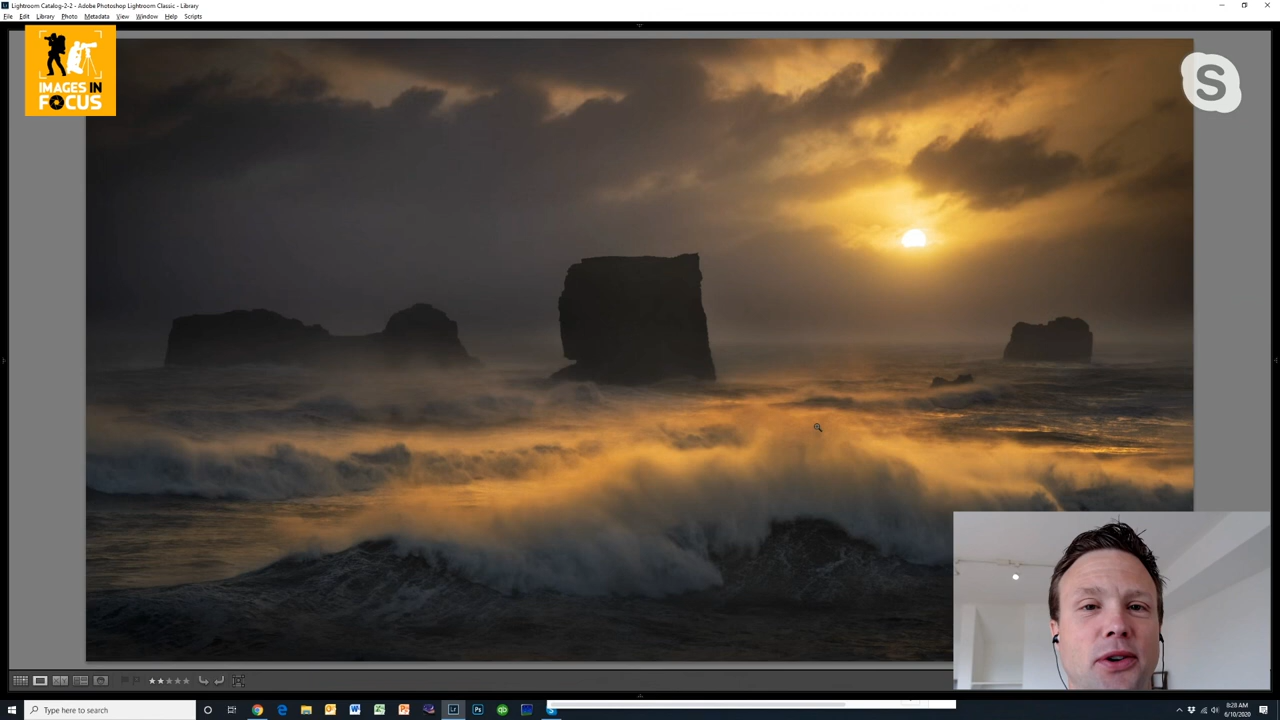 Lightroom Catalog-2-2 - Adobe Photoshop Lightroom Classic - Library
File Edit Library Photo Metadata View Window Help Scripts
IMAGES IN
FOCUS
S
Type here to search
8:28 AM
6/10/2020